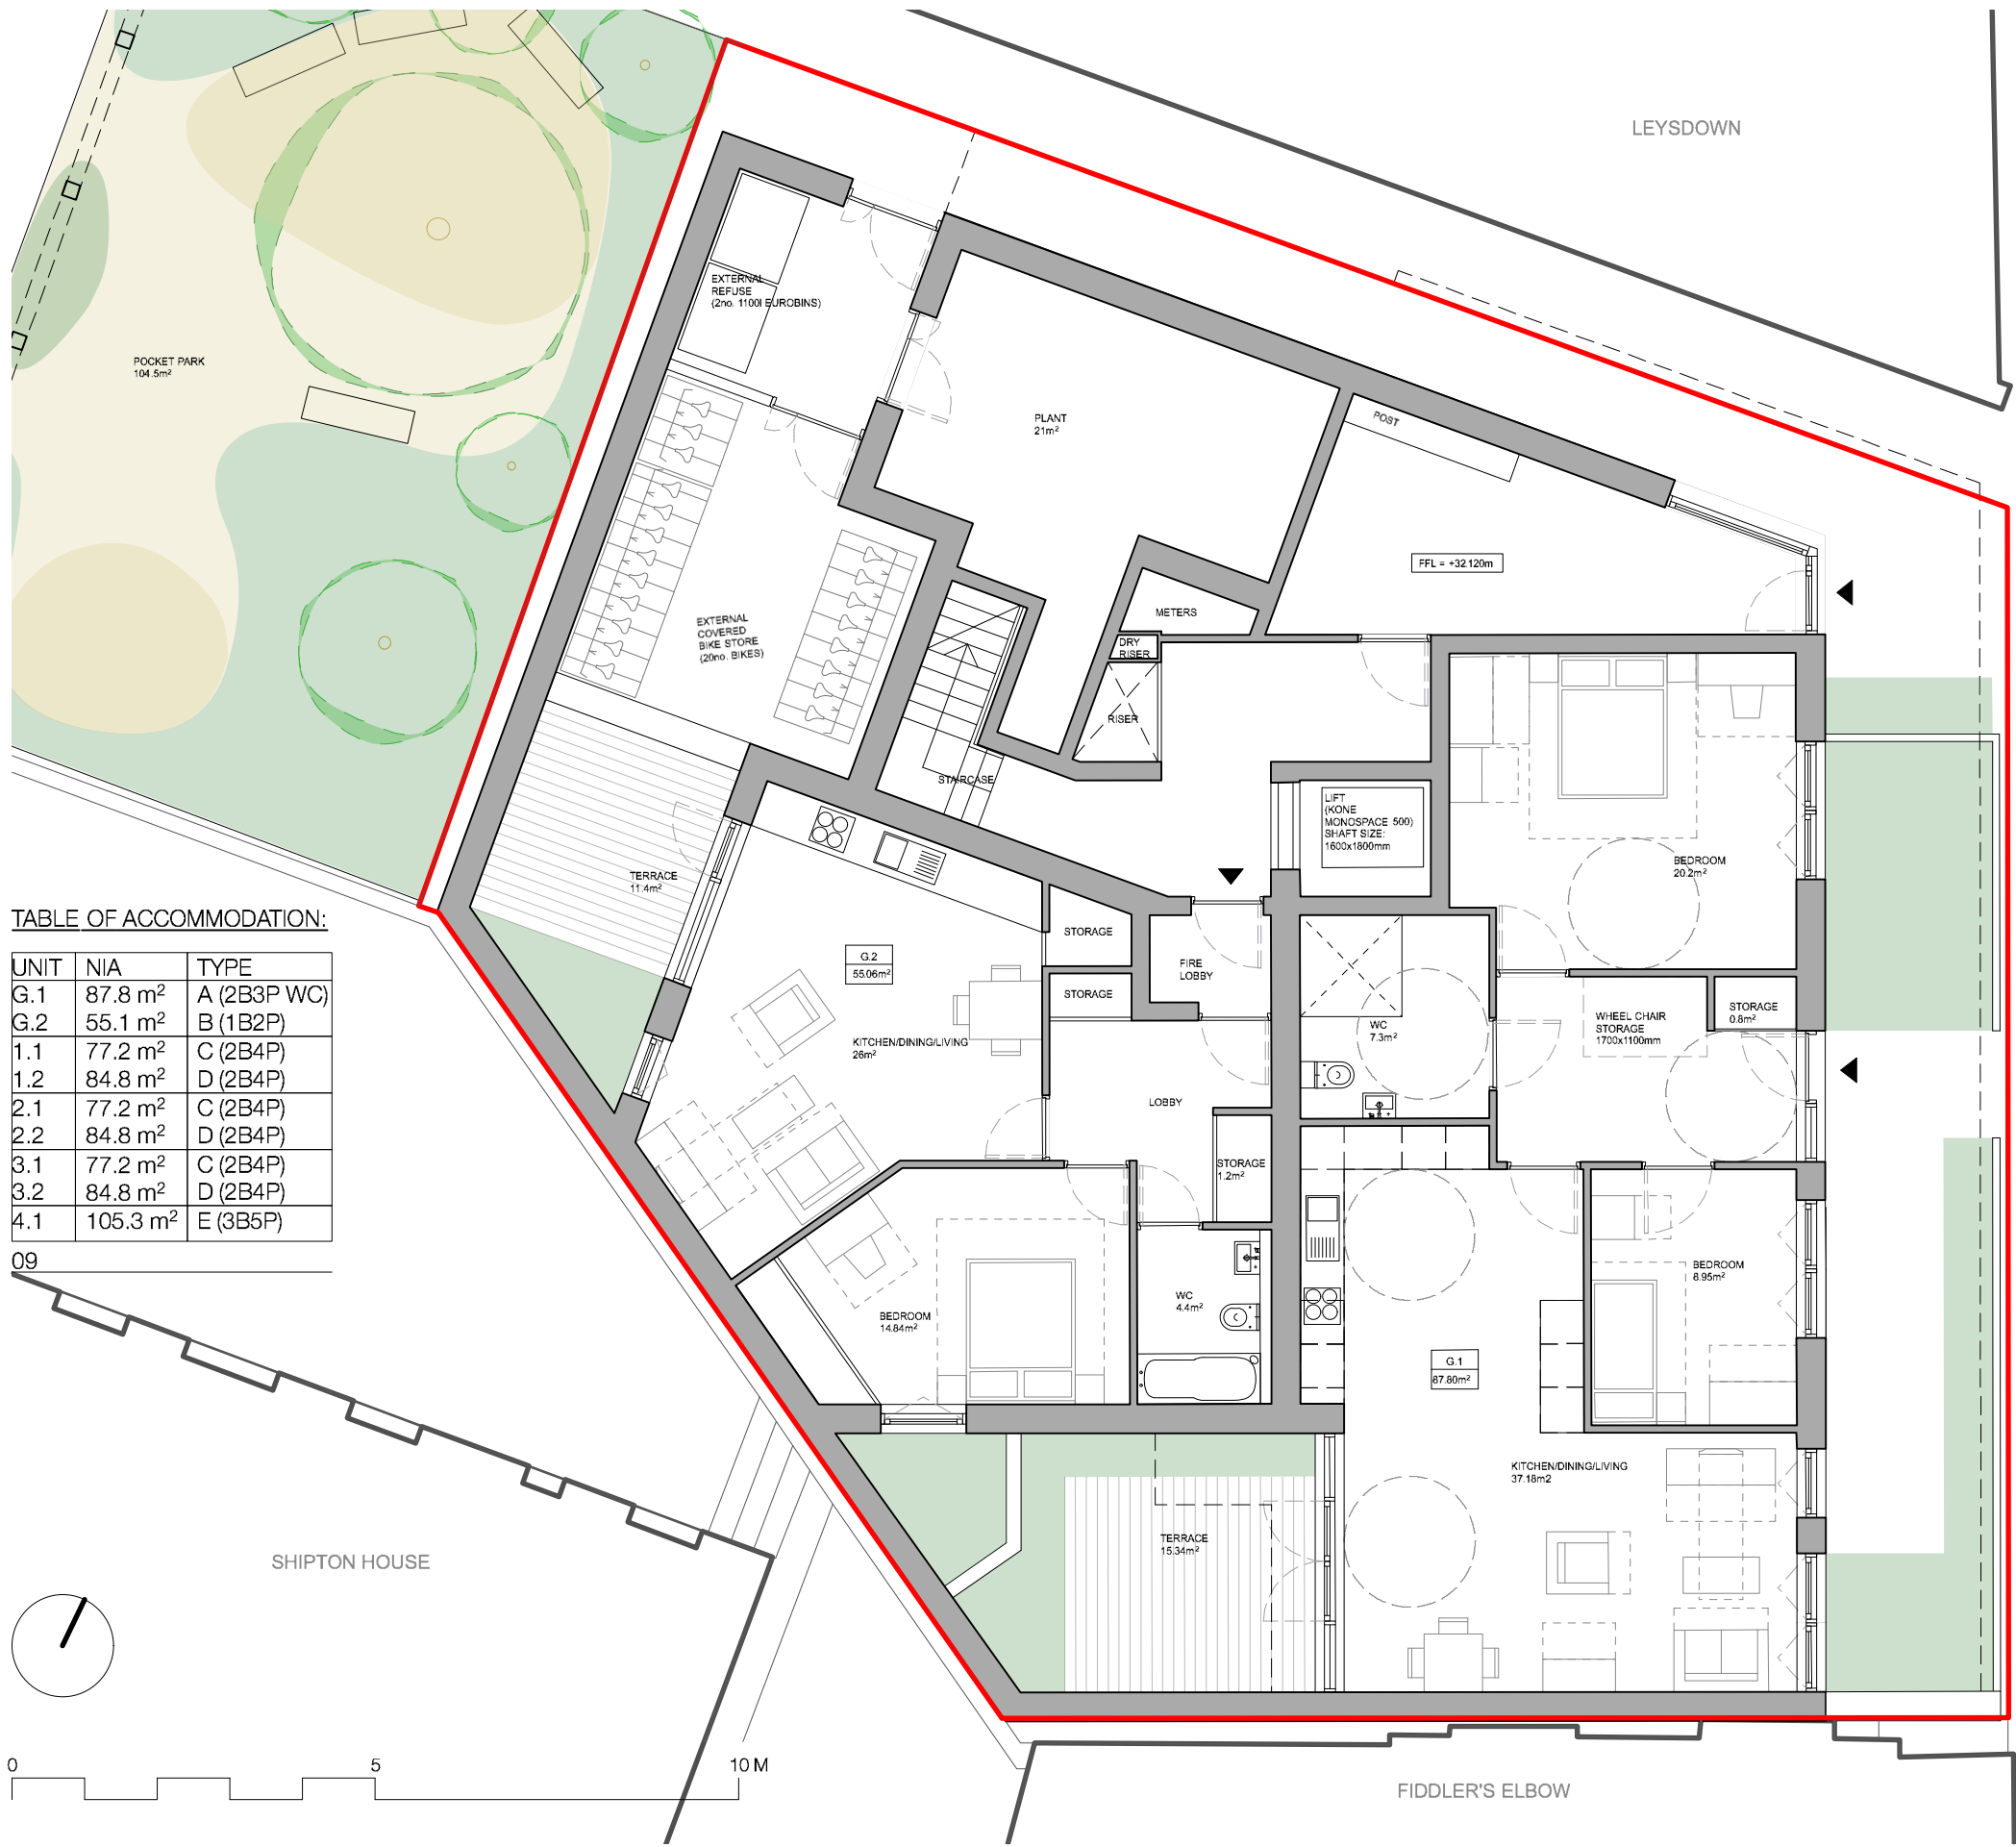 LEYSDOWN
EXTERNAL
REFUSE
(2no. 1100l EUROBINS)
POCKET PARK
104.5m²
PLANT
21m²
POST
FFL = +32.120m
METERS
DRY
RISER
EXTERNAL
COVERED
BIKE STORE
(20no. BIKES)
RISER
STAIRCASE
LIFT
(KONE
MONOSPACE 500)
SHAFT SIZE:
1600x1800mm
BEDROOM
20.2m²
TERRACE
11.4m²
STORAGE
G.2
55.06m²
FIRE
LOBBY
STORAGE
WC
7.3m²
WHEEL CHAIR
STORAGE
1700x1100mm
STORAGE
0.8m²
KITCHEN/DINING/LIVING
26m²
LOBBY
STORAGE
1.2m²
BEDROOM
14.84m²
WC
4.4m²
BEDROOM
8.95m²
G.1
87.80m²
KITCHEN/DINING/LIVING
37.18m2
TERRACE
15.34m²
TABLE OF ACCOMMODATION:
UNIT NIA TYPE
G.1 87.8 m² A (2B3P WC)
G.2 55.1 m² B (1B2P)
1.1 77.2 m² C (2B4P)
1.2 84.8 m² D (2B4P)
2.1 77.2 m² C (2B4P)
2.2 84.8 m² D (2B4P)
3.1 77.2 m² C (2B4P)
3.2 84.8 m² D (2B4P)
4.1 105.3 m² E (3B5P)
09
SHIPTON HOUSE
0 5 10 M
FIDDLER'S ELBOW